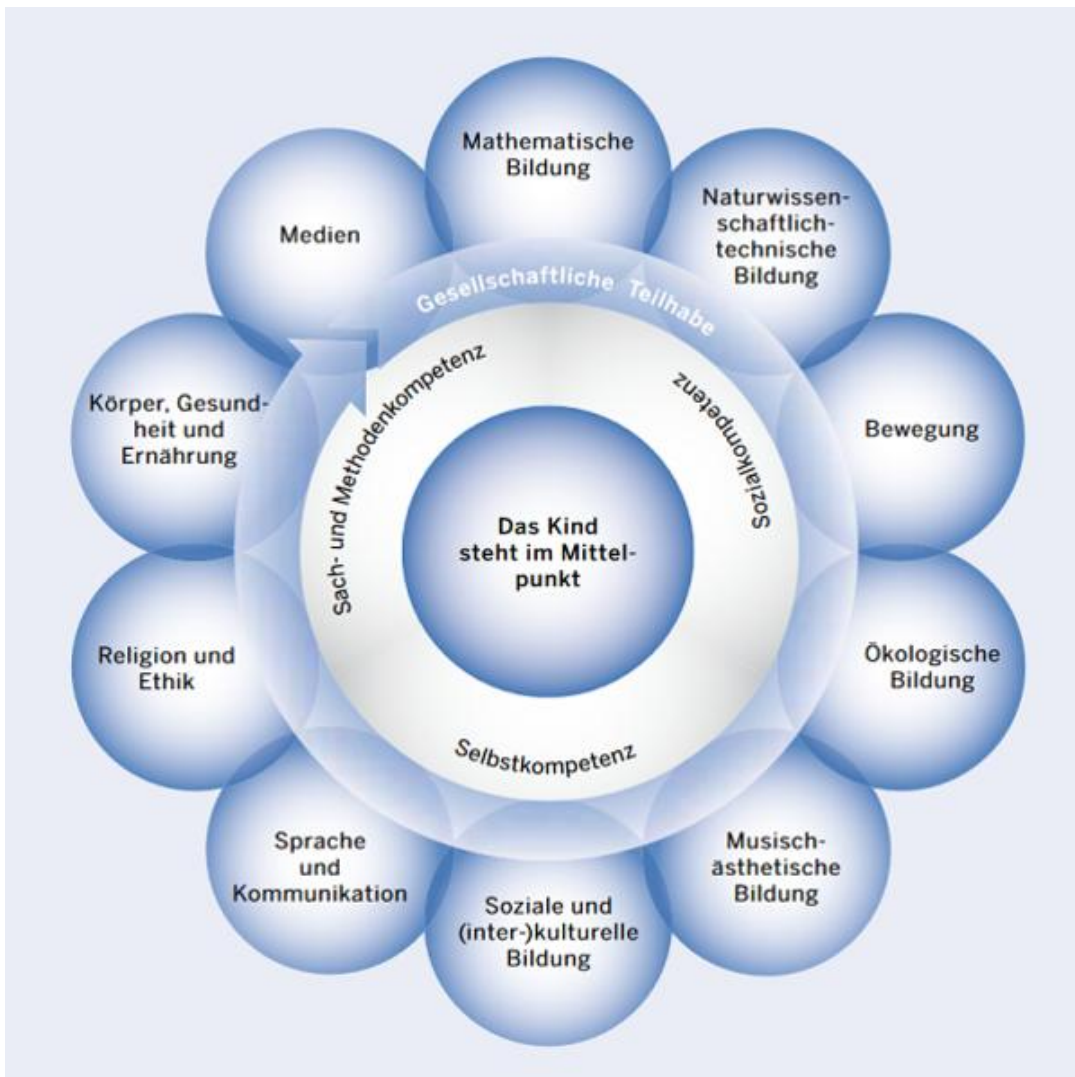 Mathematische
Bildung
Naturwissen-
schaftlich-
technische
Bildung
Bewegung
Ökologische
Bildung
Musisch-
ästhetische
Bildung
Soziale und
(inter-)kulturelle
Bildung
Sprache
und
Kommunikation
Religion und
Ethik
Körper, Gesund-
heit und
Ernährung
Medien
Gesellschaftliche Teilhabe
Sach- und Methodenkompetenz
Sozialkompetenz
Selbstkompetenz
Das Kind
steht im Mittel-
punkt